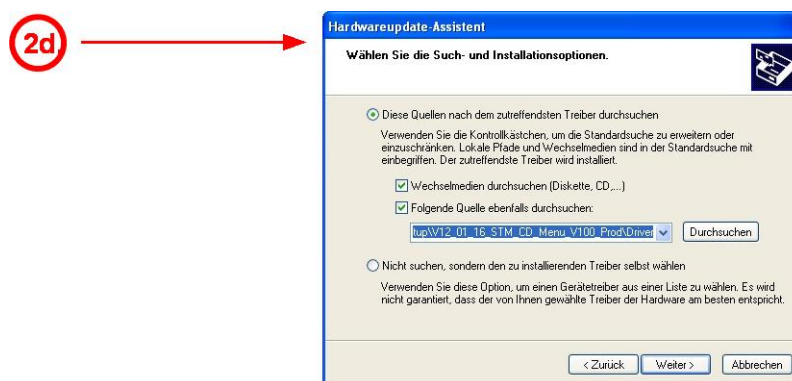 2d
Hardwareupdate-Assistent
Wählen Sie die Such- und Installationsoptionen.
Diese Quellen nach dem zutreffendsten Treiber durchsuchen
Verwenden Sie die Kontrollkästchen, um die Standardsuche zu erweitern oder
einzuschränken. Lokale Pfade und Wechselmedien sind in der Standardsuche mit
einbegriffen. Der zutreffendste Treiber wird installiert.
Wechselmedien durchsuchen (Diskette, CD,...)
Folgende Quelle ebenfalls durchsuchen:
tup\V12_01_16_STM_CD_Menu_V100_Prod\Driver Durchsuchen
Nicht suchen, sondern den zu installierenden Treiber selbst wählen
Verwenden Sie diese Option, um einen Gerätetreiber aus einer Liste zu wählen. Es wird
nicht garantiert, dass der von Ihnen gewählte Treiber der Hardware am besten entspricht.
< Zurück Weiter > Abbrechen